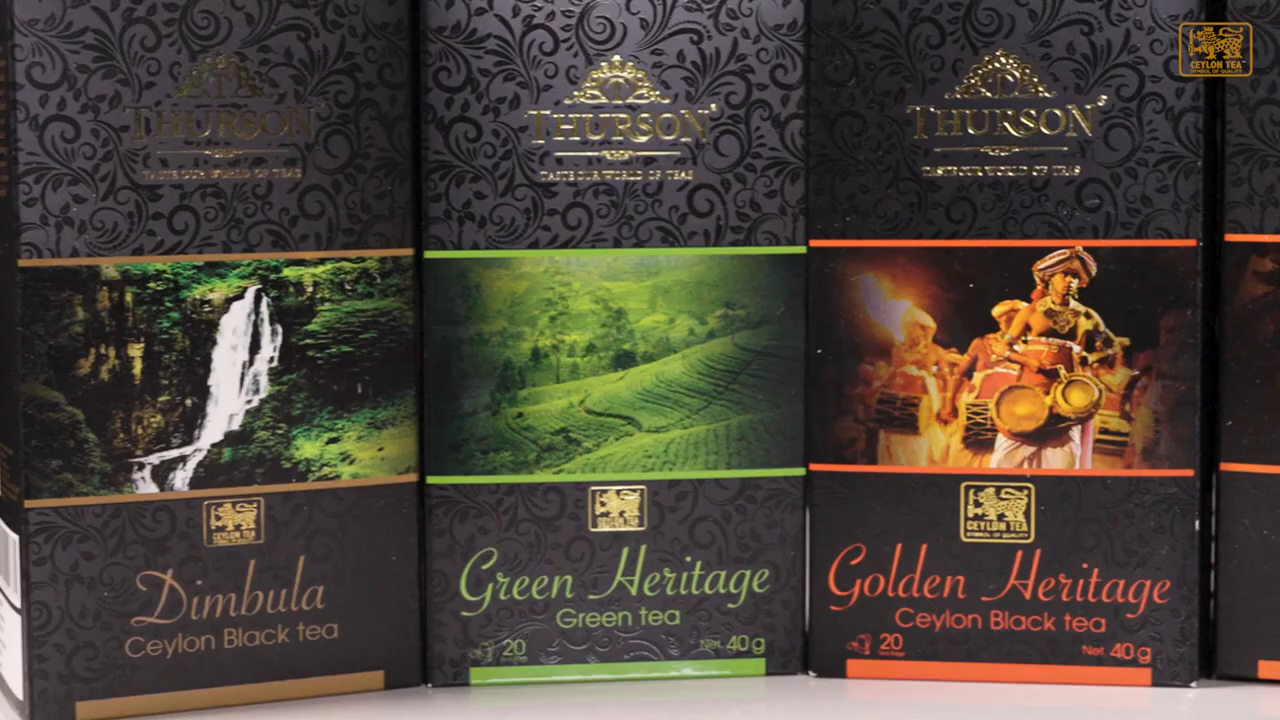 THURSON
TASTE OUR WORLD OF TEAS
CEYLON TEA
Dimbula
Ceylon Black tea
THURSON
TASTE OUR WORLD OF TEAS
CEYLON TEA
Green Heritage
Green tea
20
Net. 40g
THURSON
TASTE OUR WORLD OF TEAS
CEYLON TEA
SYMBOL OF QUALITY
Golden Heritage
Ceylon Black tea
20
Net. 40g
CEYLON TEA
SYMBOL OF QUALITY